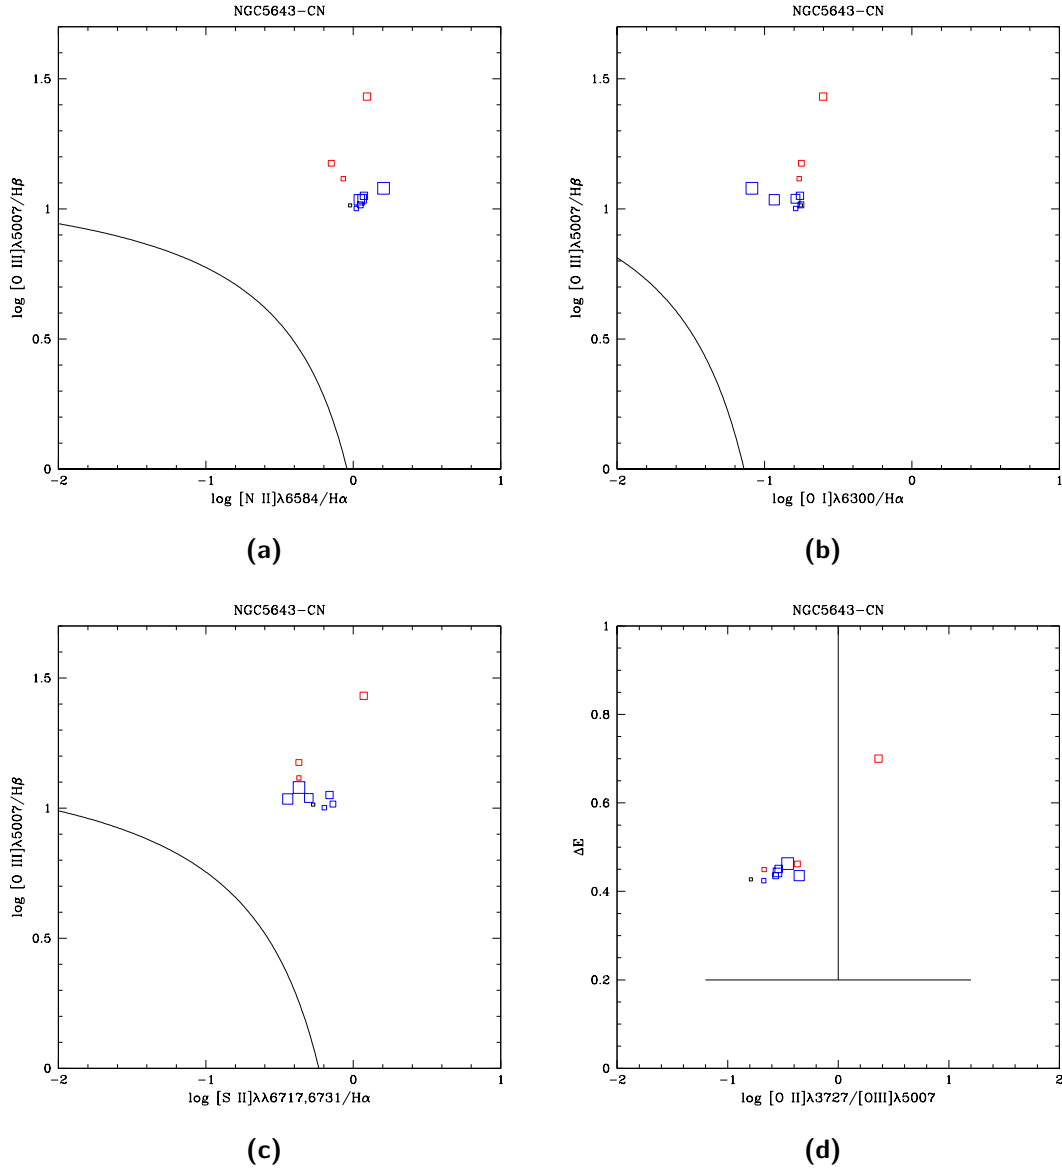 NGC5643-CN
log [O III]λ5007/Hβ
1.5
1
0.5
0
-2
-1
0
1
log [N II]λ6584/Hα
(a)
NGC5643-CN
log [O III]λ5007/Hβ
1.5
1
0.5
0
-2
-1
0
1
log [O I]λ6300/Hα
(b)
NGC5643-CN
log [O III]λ5007/Hβ
1.5
1
0.5
0
-2
-1
0
1
log [S II]λλ6717,6731/Hα
(c)
NGC5643-CN
ΔE
1
0.8
0.6
0.4
0.2
0
-2
-1
0
1
2
log [O II]λ3727/[OIII]λ5007
(d)